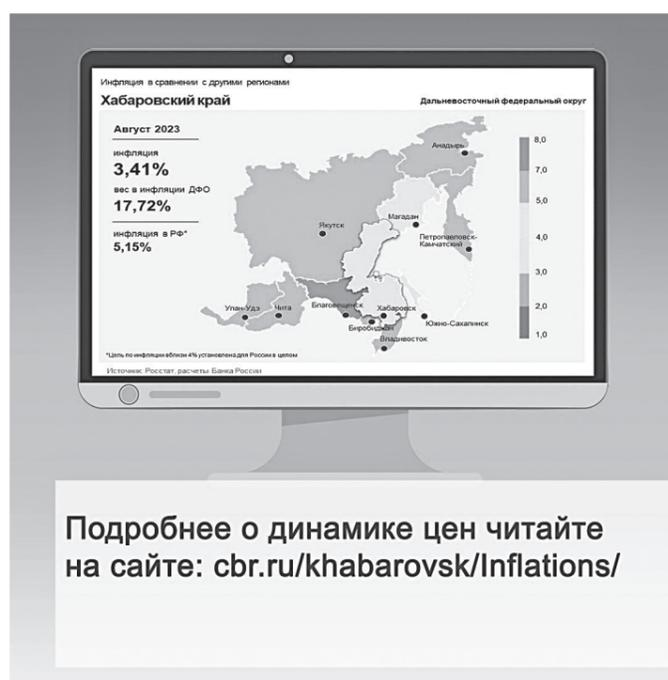 Инфляция в сравнении с другими регионами
Хабаровский край
Дальневосточный федеральный округ
Август 2023
инфляция
3,41%
вес в инфляции ДФО
17,72%
инфляция в РФ*
5,15%
Анадырь
Магадан
Якутск
Петропавловск-
Камчатский
Улан-Удэ
Чита
Благовещенск
Хабаровск
Биробиджан
Южно-Сахалинск
Владивосток
8,0
7,0
5,0
4,0
3,0
2,0
1,0
*Цель по инфляции вблизи 4% установлена для России в целом
Источник: Росстат, расчеты Банка России
Подробнее о динамике цен читайте
на сайте: cbr.ru/khabarovsk/Inflations/